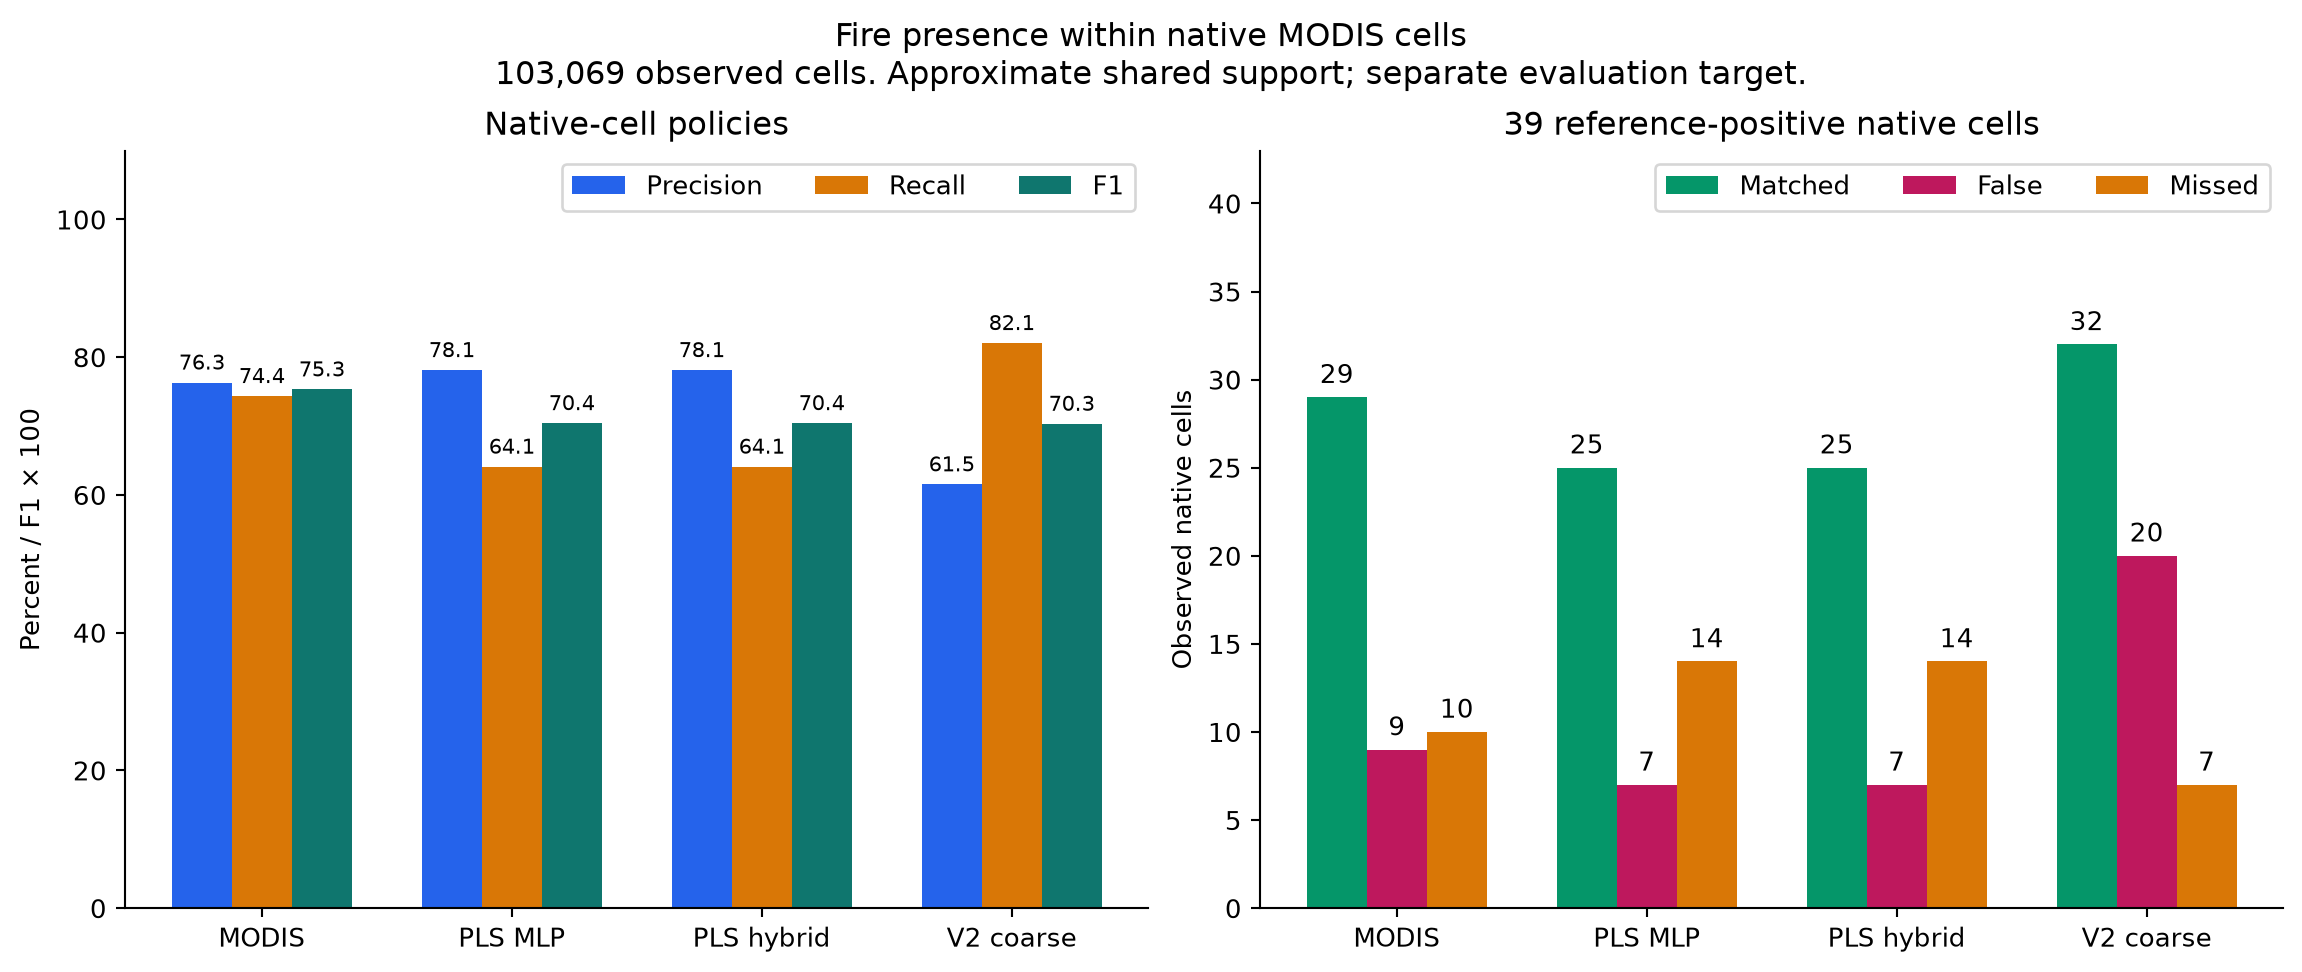 Fire presence within native MODIS cells
103,069 observed cells. Approximate shared support; separate evaluation target.
Native-cell policies
Precision
Recall
F1
Percent / F1 × 100
100
80
60
40
20
0
76.3
74.4
75.3
78.1
64.1
70.4
78.1
64.1
70.4
61.5
82.1
70.3
MODIS
PLS MLP
PLS hybrid
V2 coarse
39 reference-positive native cells
Matched
False
Missed
Observed native cells
40
35
30
25
20
15
10
5
0
29
9
10
25
7
14
25
7
14
32
20
7
MODIS
PLS MLP
PLS hybrid
V2 coarse